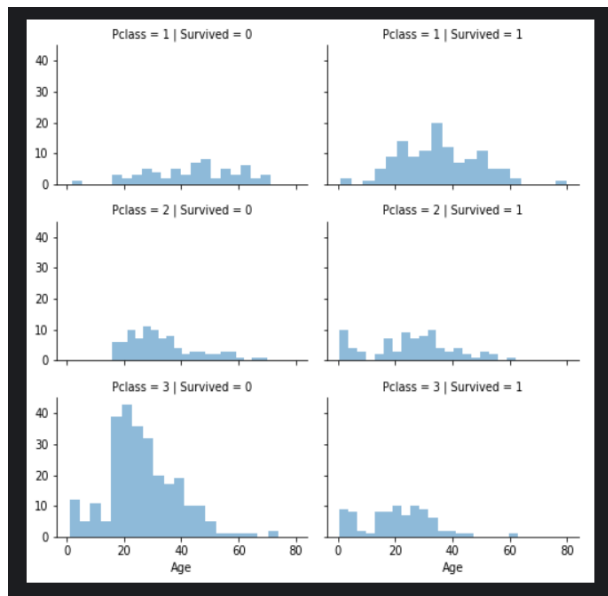 Pclass = 1 | Survived = 0
Pclass = 1 | Survived = 1
40
30
20
10
0
Pclass = 2 | Survived = 0
Pclass = 2 | Survived = 1
40
30
20
10
0
Pclass = 3 | Survived = 0
Pclass = 3 | Survived = 1
40
30
20
10
0
0 20 40 60 80
0 20 40 60 80
Age
Age